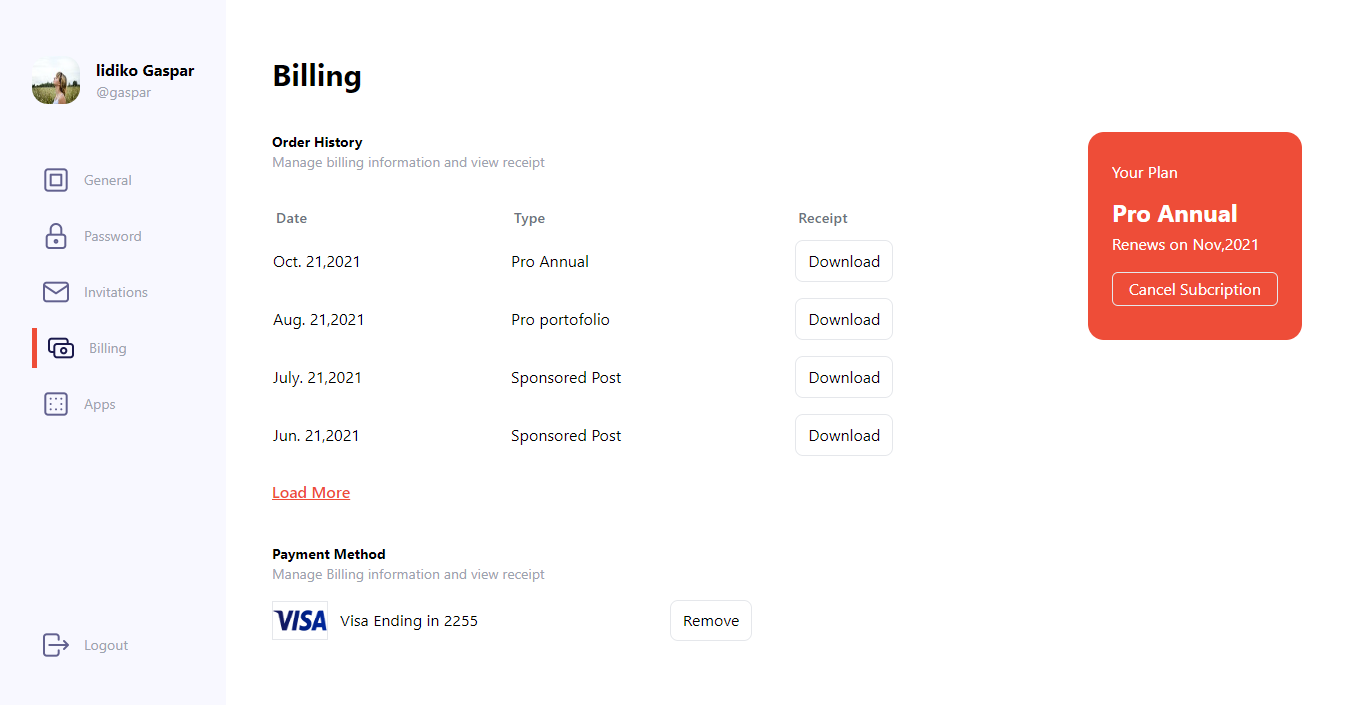 lidiko Gaspar
@gaspar
General
Password
Invitations
Billing
Apps
Logout
Billing
Order History
Manage billing information and view receipt
Date Type Receipt
Oct. 21,2021 Pro Annual Download
Aug. 21,2021 Pro portofolio Download
July. 21,2021 Sponsored Post Download
Jun. 21,2021 Sponsored Post Download
Load More
Payment Method
Manage Billing information and view receipt
VISA Visa Ending in 2255 Remove
Your Plan
Pro Annual
Renews on Nov,2021
Cancel Subcription